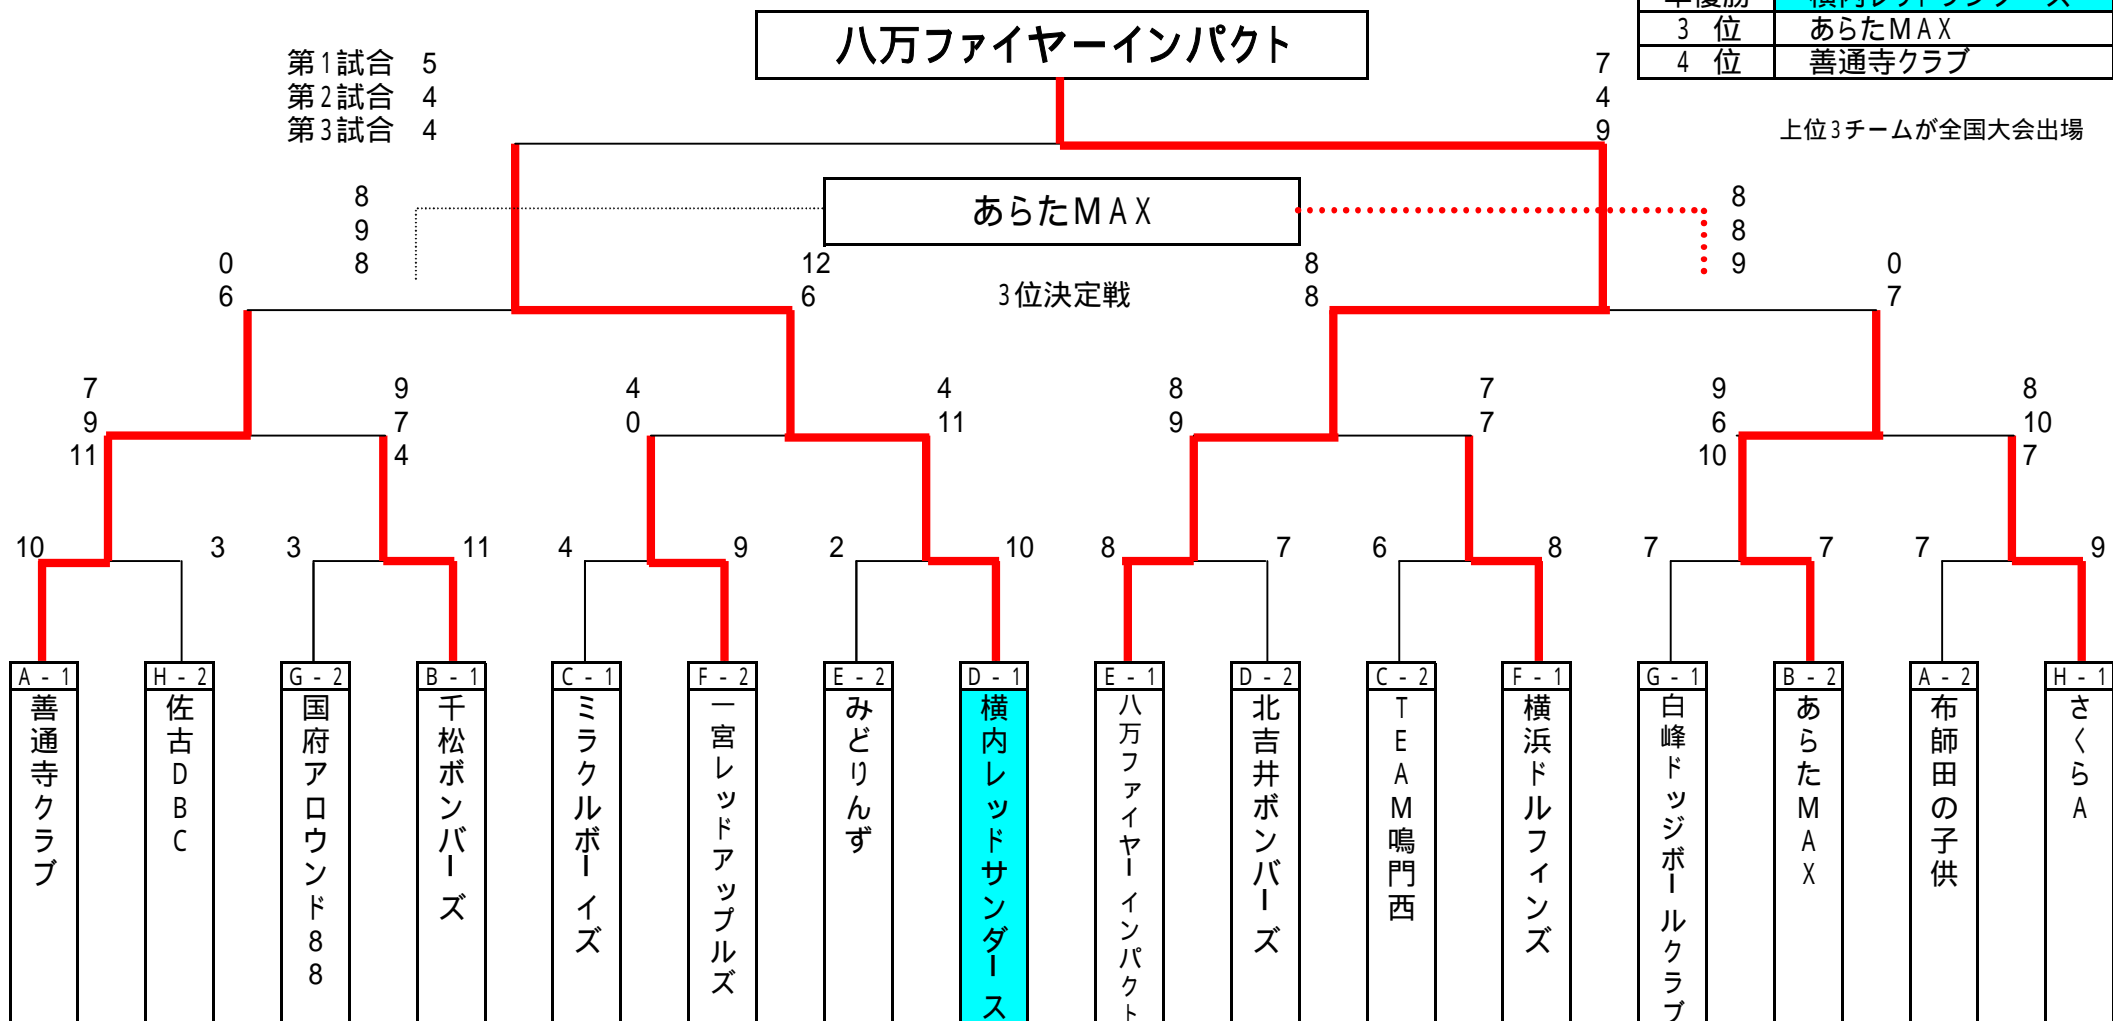 準優勝 横内レッドサンダース
八万ファイヤーインパクト
3 位 あらたMAX
4 位 善通寺クラブ
第1試合 5 7
第2試合 4 4
第3試合 4 9
上位3チームが全国大会出場
あらたMAX
8 8
9 8
8 9
3位決定戦
0 12 8 0
6 6 8 7
7 9 4 4 8 7 9 8
9 7 0 11 9 7 6 10
11 4 10 7
10 3 3 11 4 9 2 10 8 7 6 8 7 7 7 9
A - 1 H - 2 G - 2 B - 1 C - 1 F - 2 E - 2 D - 1 E - 1 D - 2 C - 2 F - 1 G - 1 B - 2 A - 2 H - 1
善通寺クラブ
佐古DBC
国府アロウンド88
千松ボンバーズ
ミラクルボーイズ
一宮レッドアップルズ
みどりんず
横内レッドサンダース
八万ファイヤーインパクト
北吉井ボンバーズ
TEAM鳴門西
横浜ドルフィンズ
白峰ドッジボールクラブ
あらたMAX
布師田の子供
さくらA